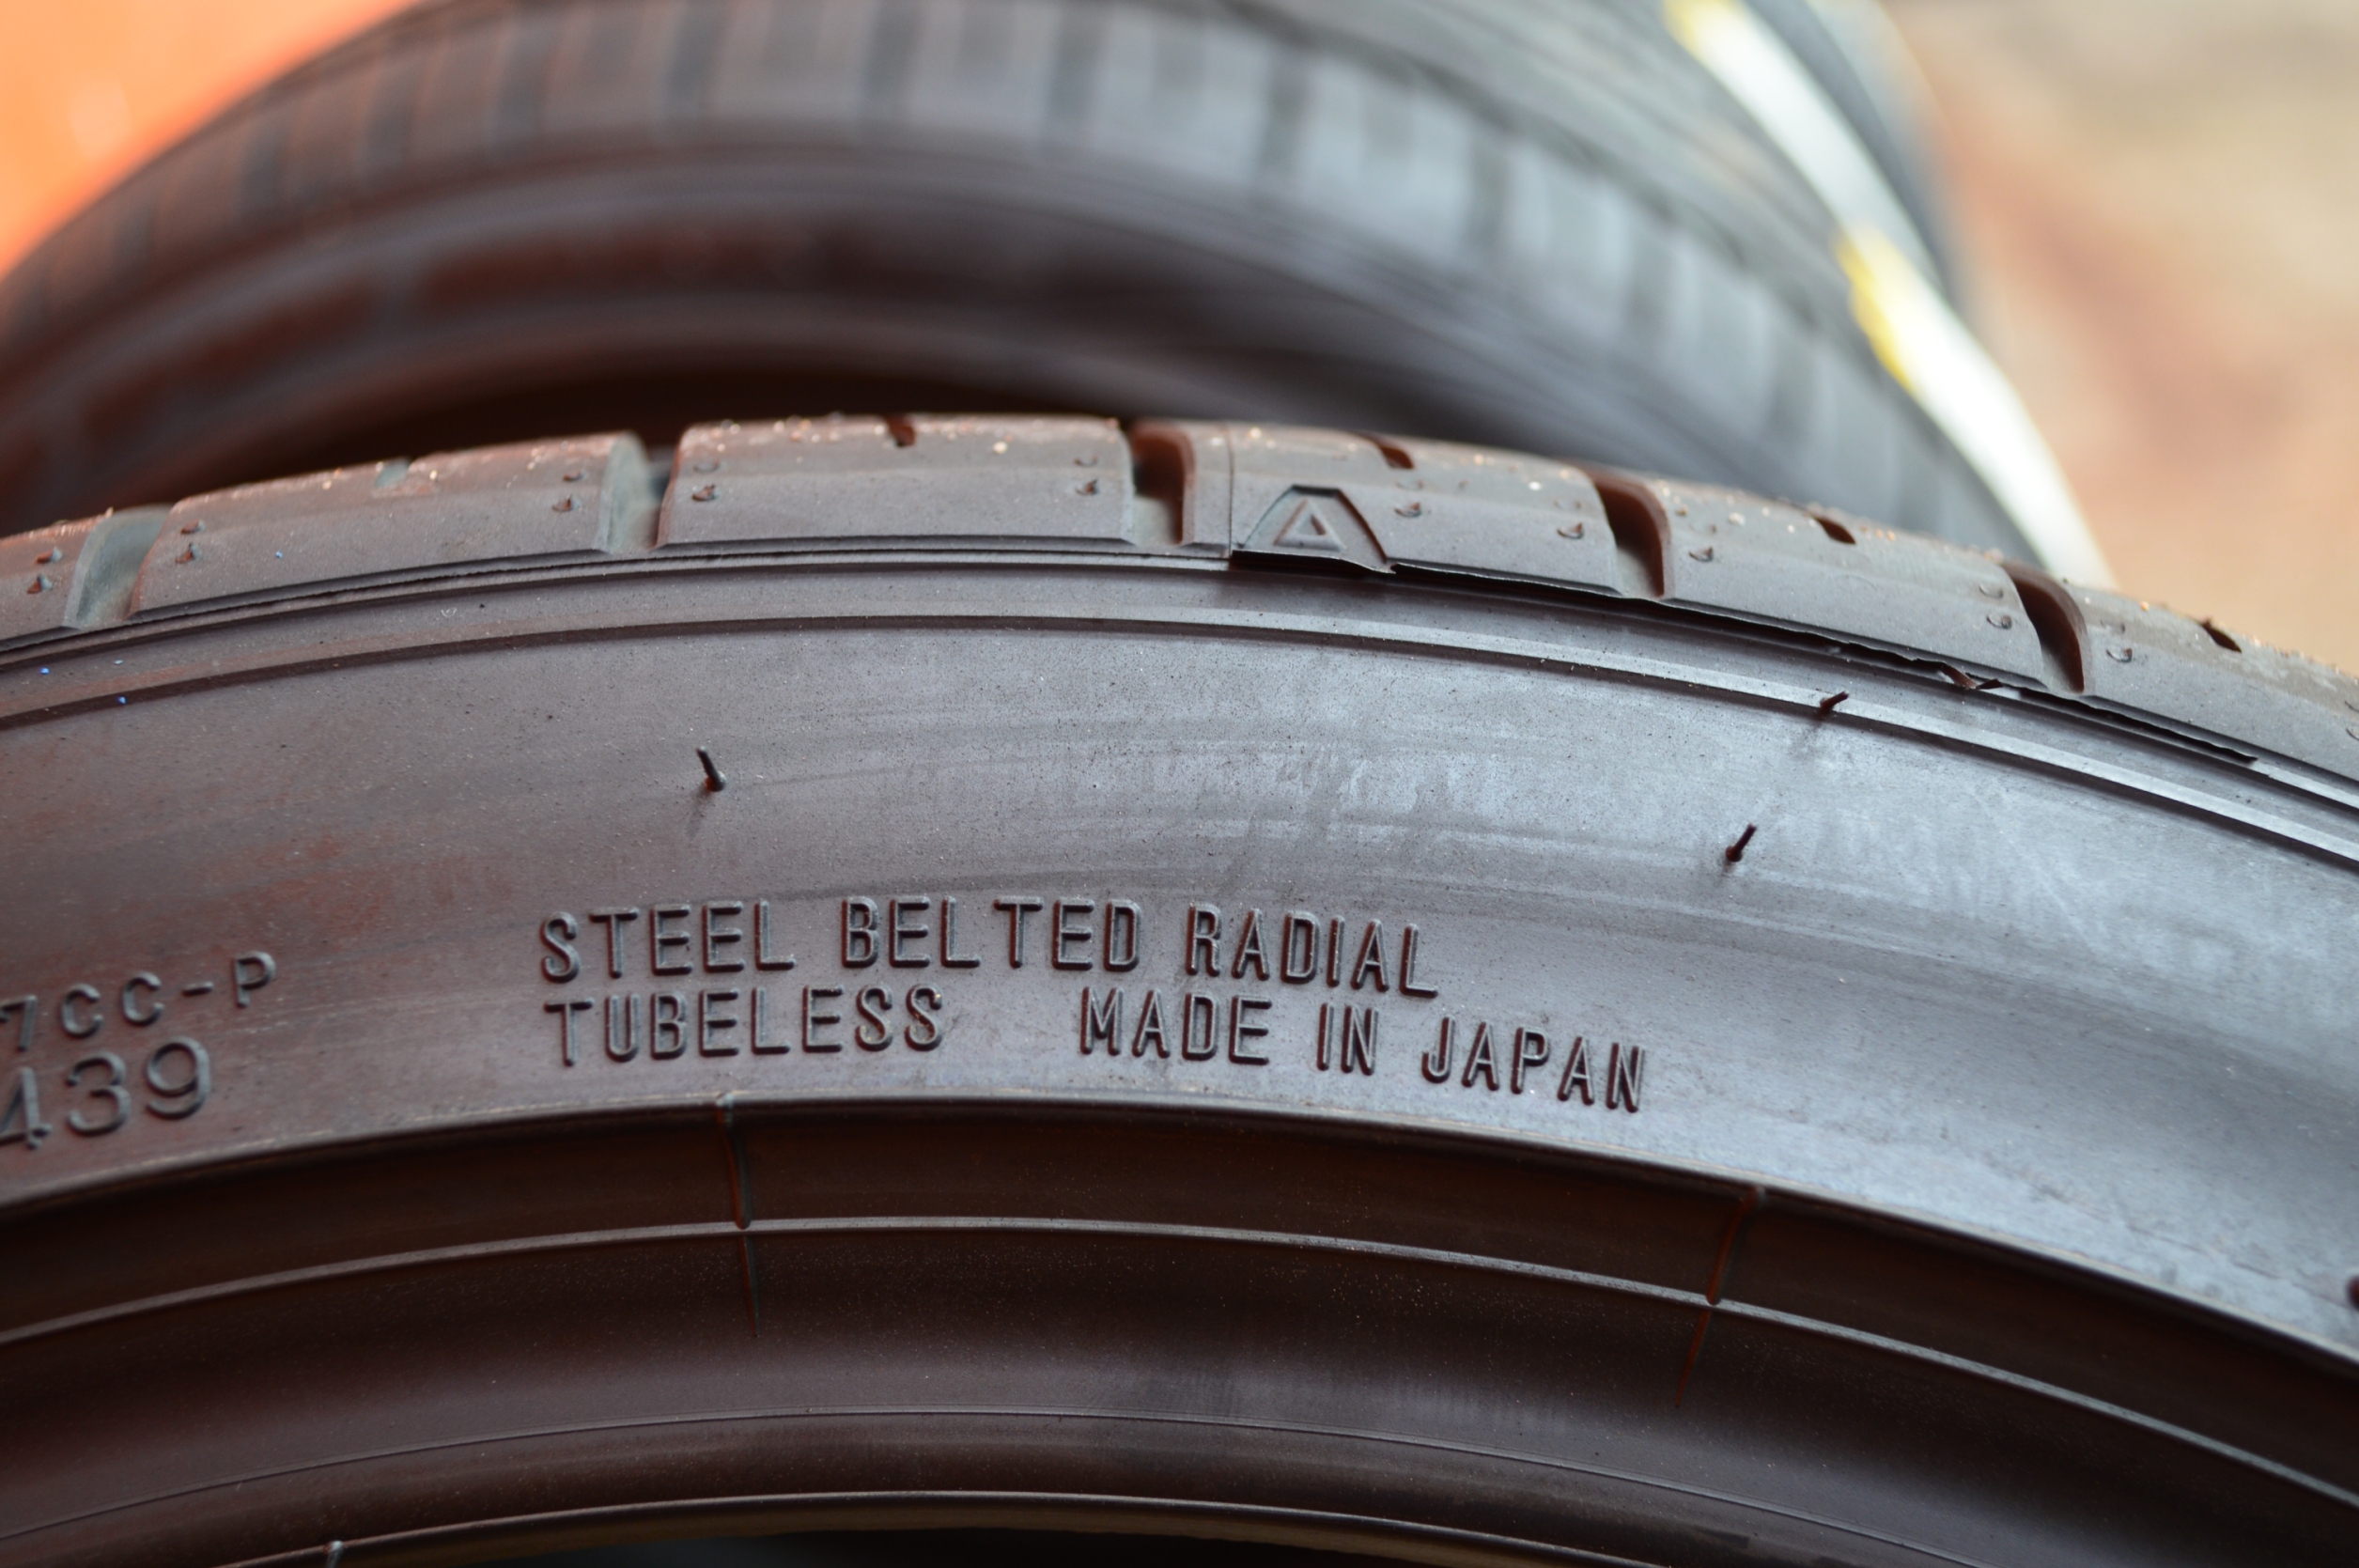 7CC-P
439
STEEL BELTED RADIAL
TUBELESS MADE IN JAPAN